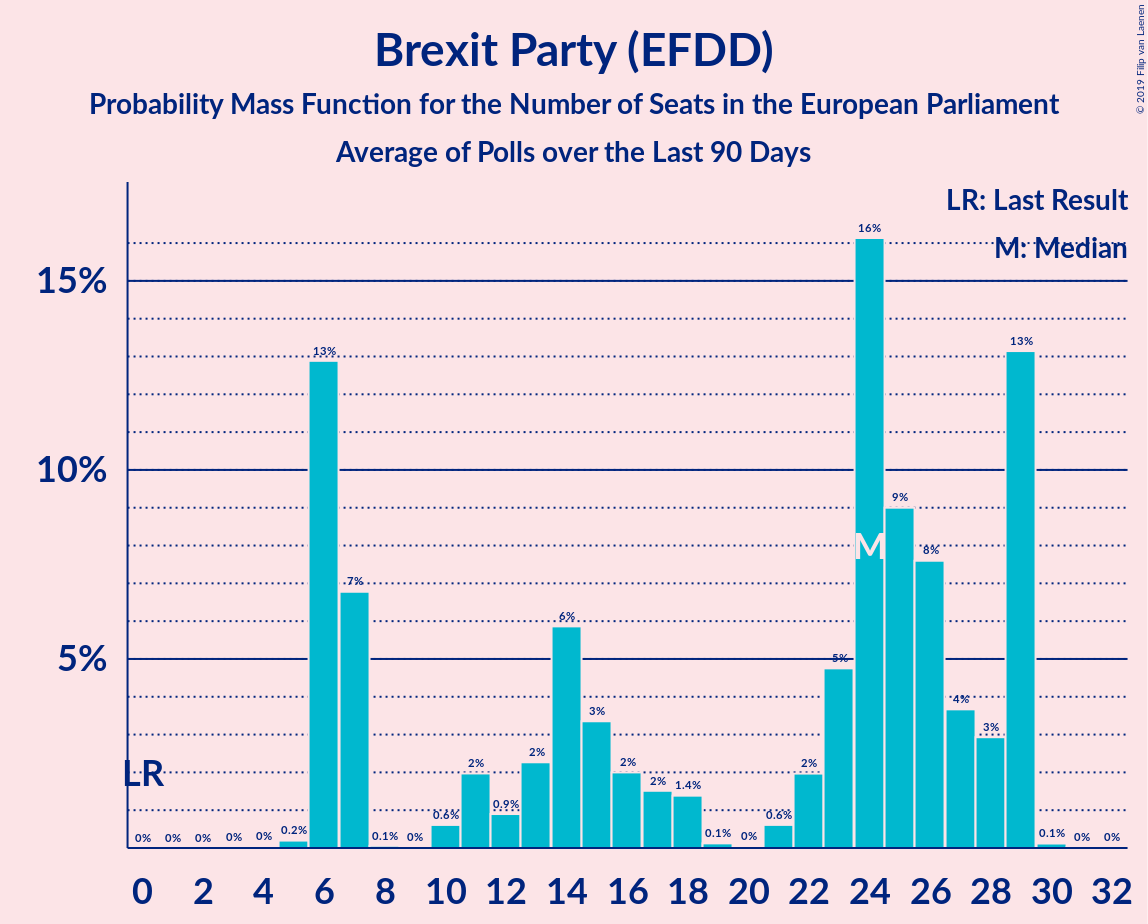 Brexit Party (EFDD)
Probability Mass Function for the Number of Seats in the European Parliament
Average of Polls over the Last 90 Days
© 2019 Filip van Laenen
LR: Last Result
M: Median
15%
10%
5%
LR
M
0% 0% 0% 0% 0% 0.2% 13% 7% 0.1% 0% 0.6% 2% 0.9% 2% 6% 3% 2% 2% 1.4% 0.1% 0% 0.6% 2% 5% 16% 9% 8% 4% 3% 13% 0.1% 0% 0%
0 2 4 6 8 10 12 14 16 18 20 22 24 26 28 30 32